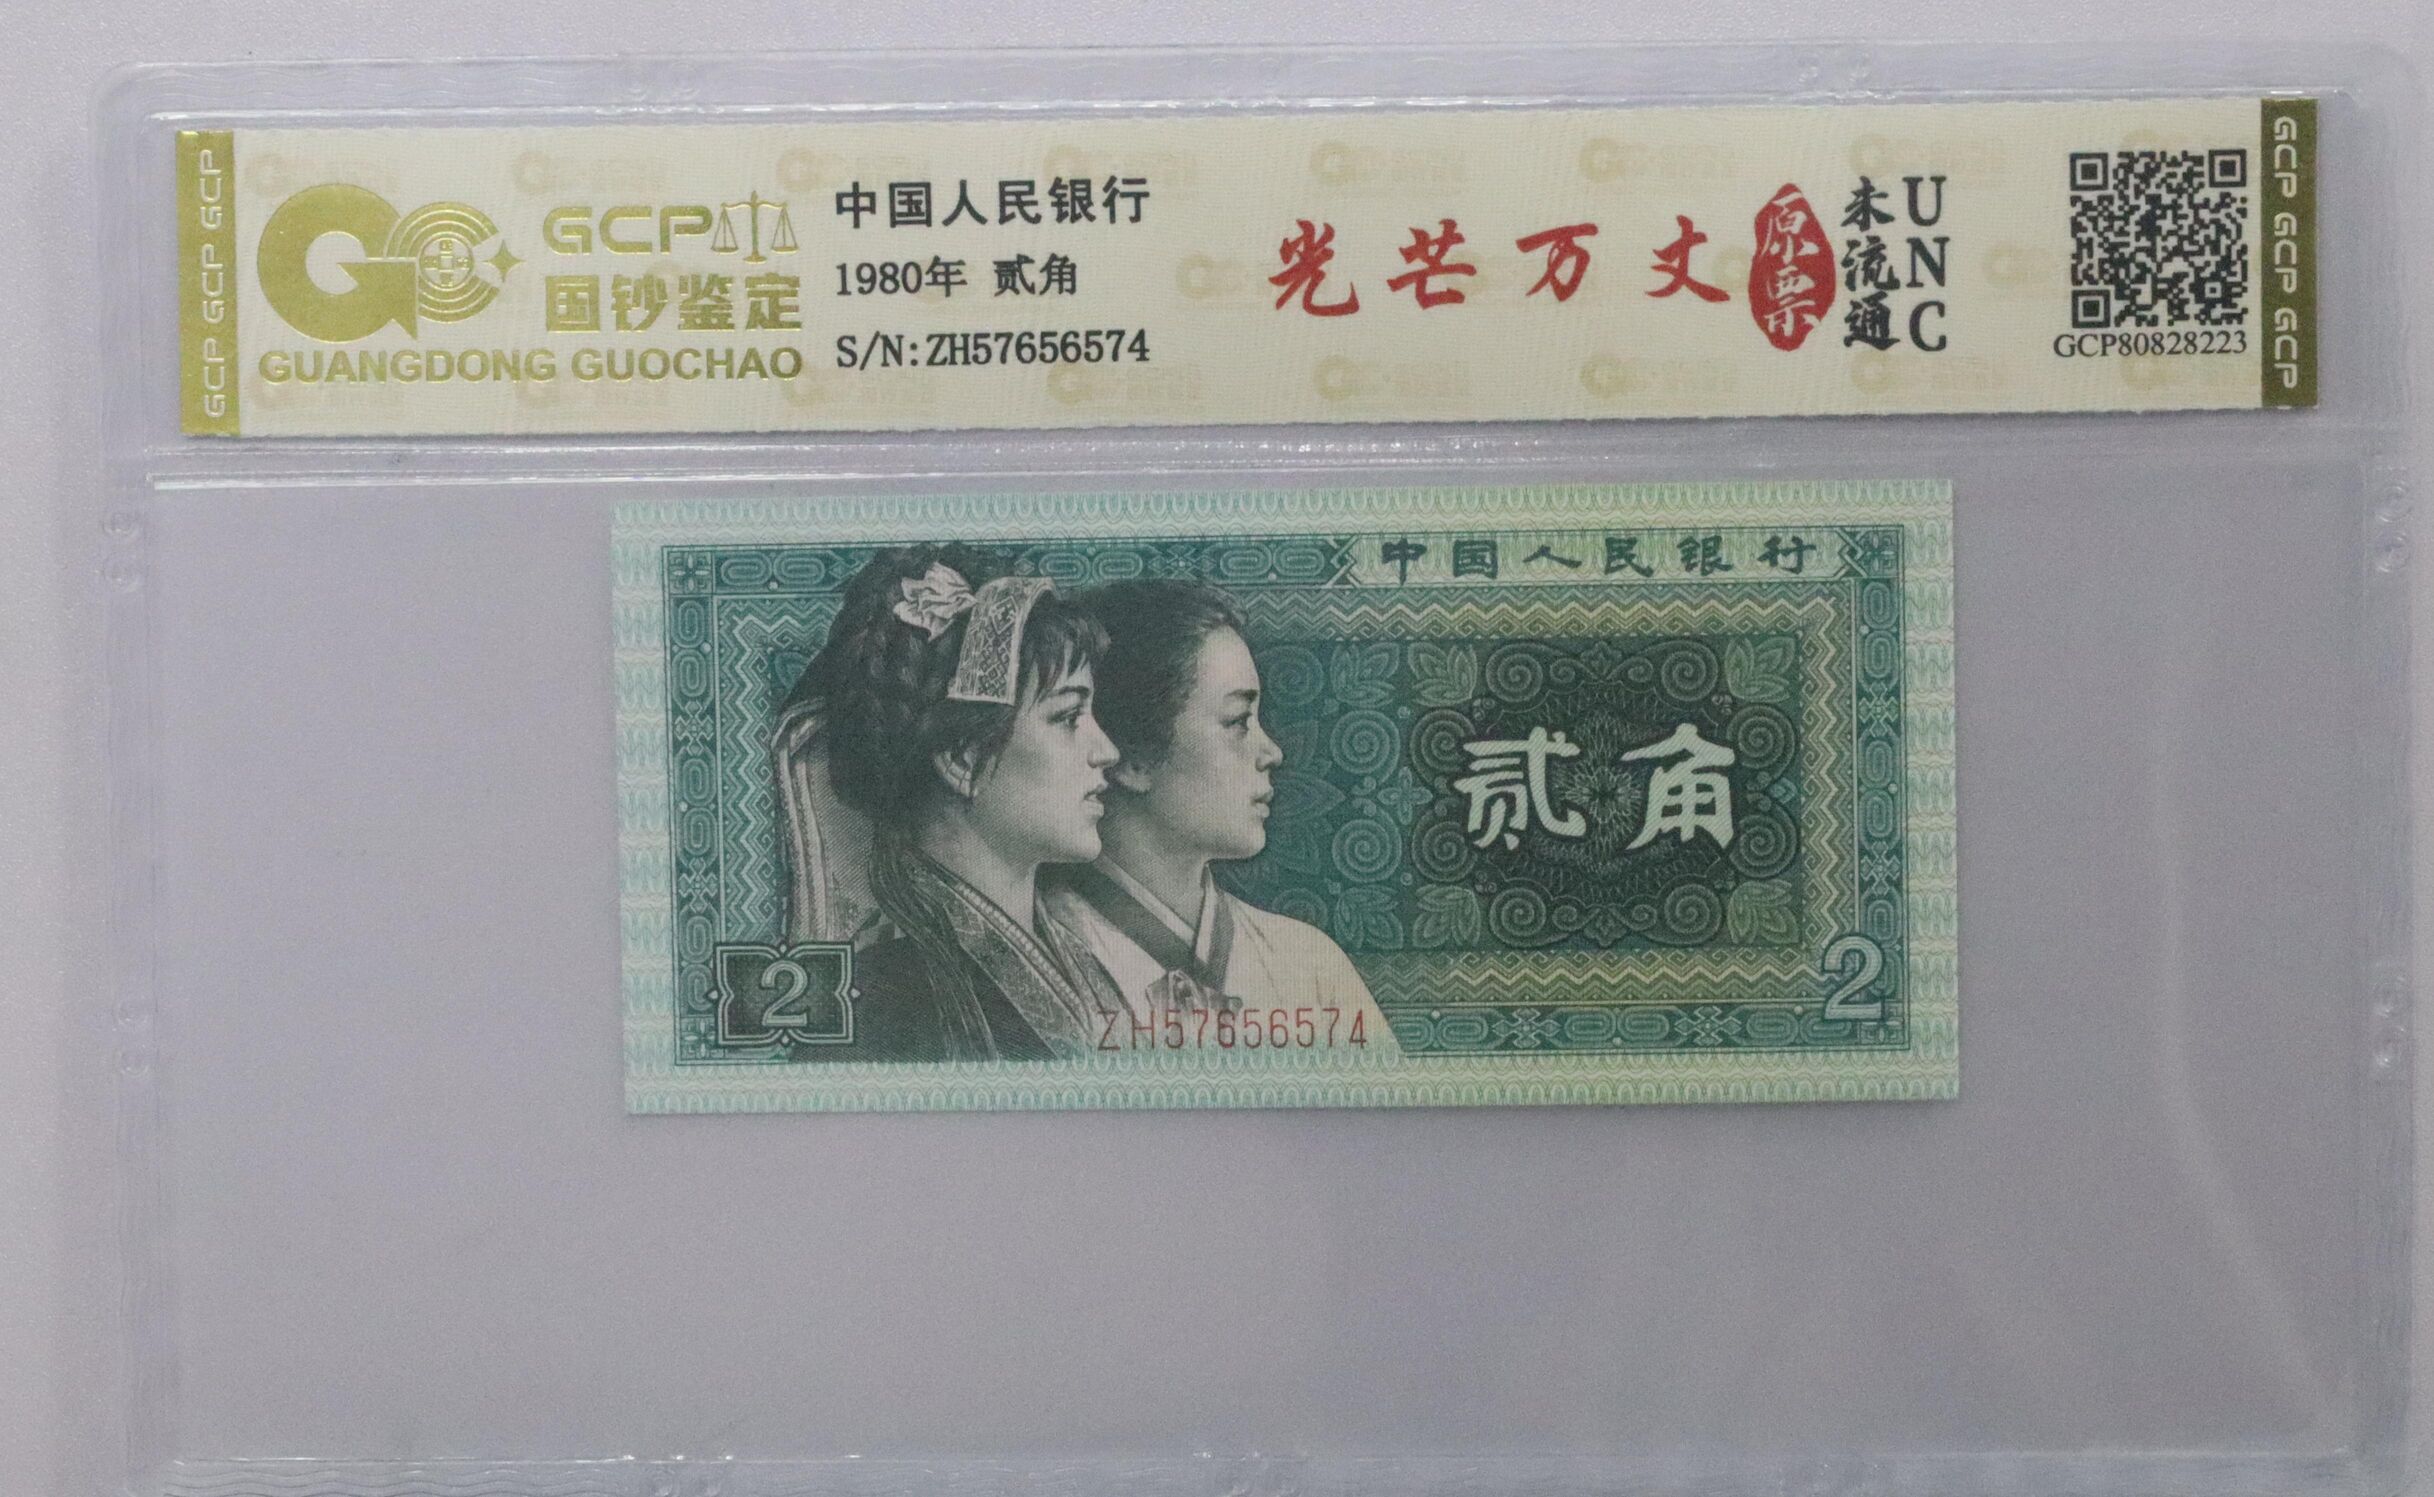 GCP GCP GCP
GCP
国钞鉴定
GUANGDONG GUOCHAO
中国人民银行
1980年 贰角
S/N:ZH57656574
光芒万丈
原票
未流通
UNC
GCP80828223
GCP GCP GCP
中国人民银行
贰角
2
2
ZH57656574